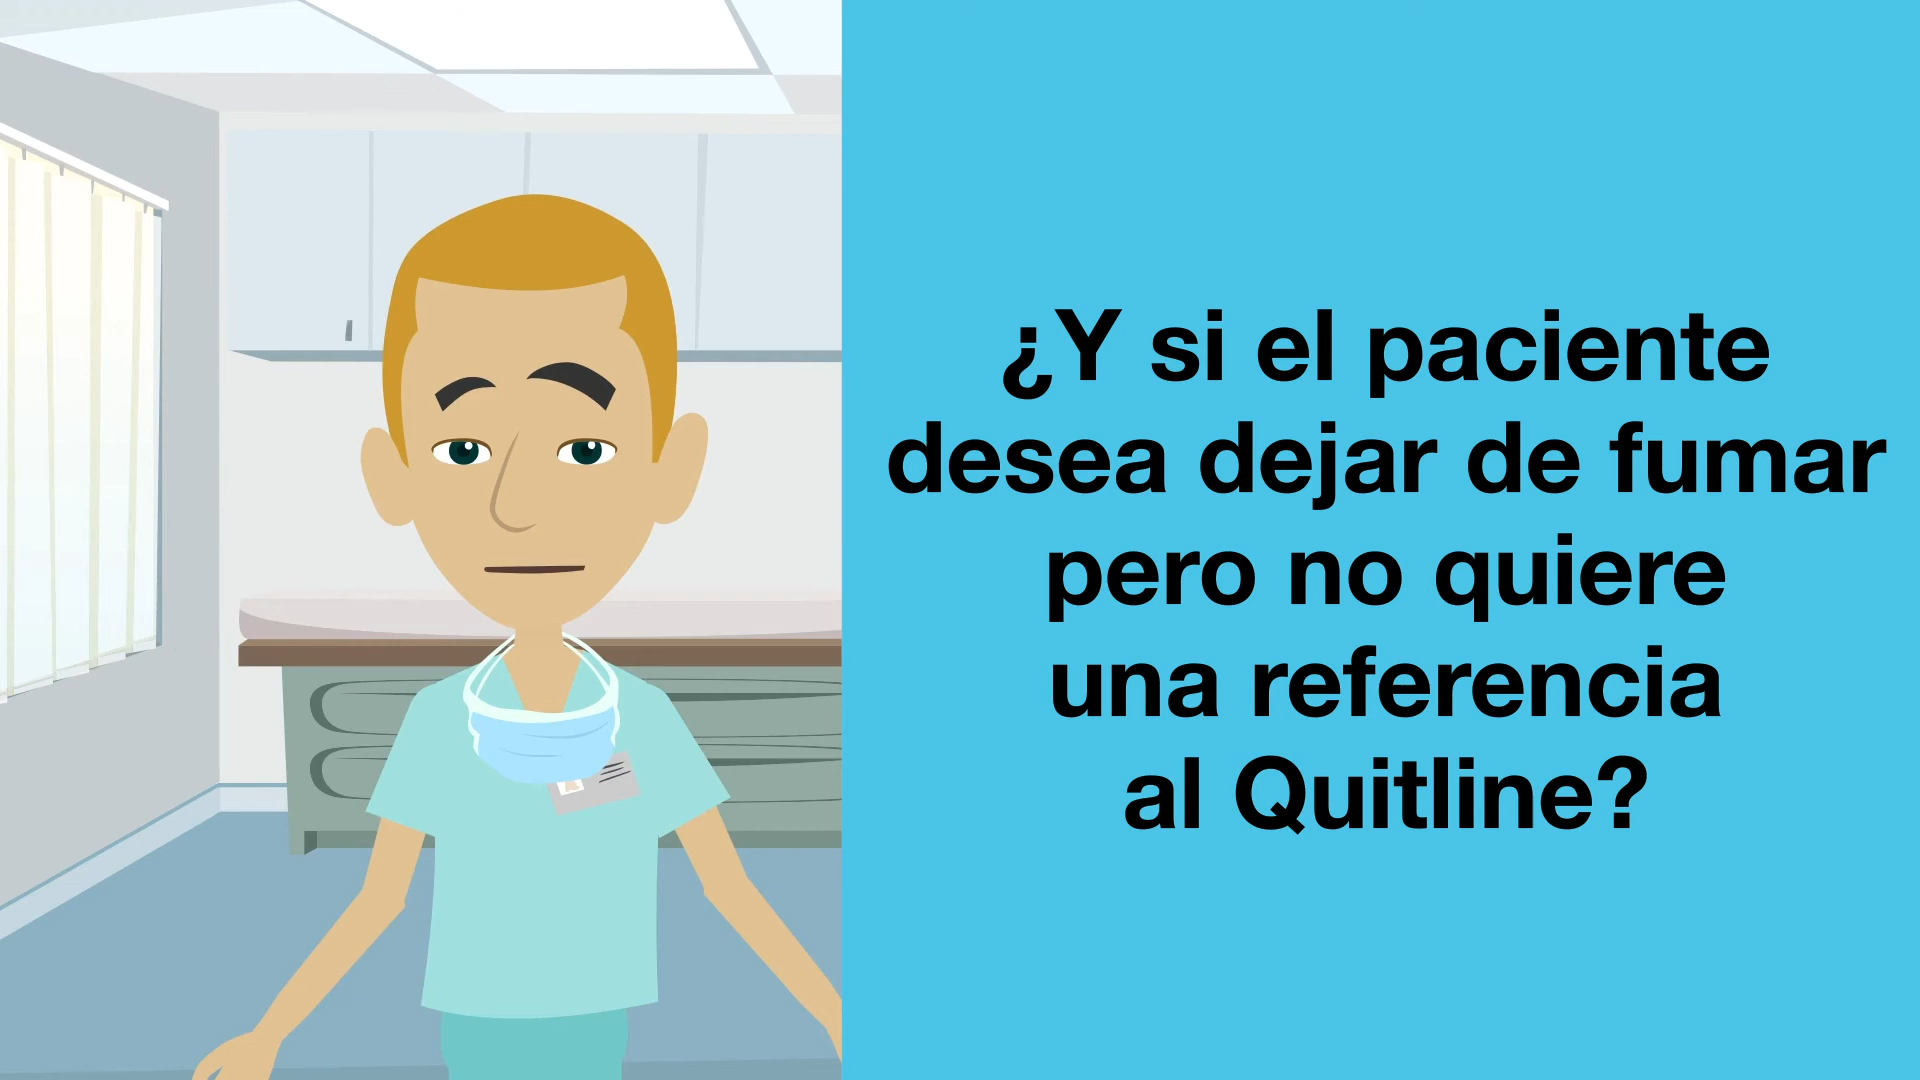 ¿Y si el paciente
desea dejar de fumar
pero no quiere
una referencia
al Quitline?